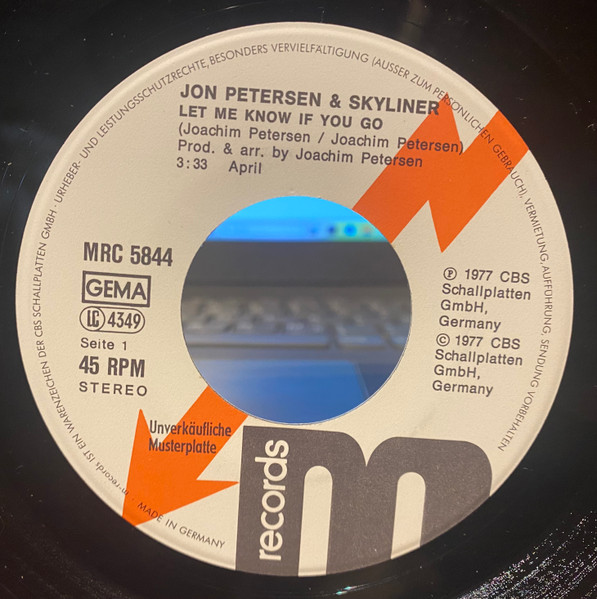 m-records IST EIN WARENZEICHEN DER CBS SCHALLPLATTEN GMBH · URHEBER- UND LEISTUNGSSCHUTZRECHTE, BESONDERS VERVIELFÄLTIGUNG (AUSSER ZUM PERSÖNLICHEN GEBRAUCH), VERMIETUNG, AUFFÜHRUNG, SENDUNG VORBEHALTEN
JON PETERSEN & SKYLINER
LET ME KNOW IF YOU GO
(Joachim Petersen / Joachim Petersen)
Prod. & arr. by Joachim Petersen
3:33 April
MRC 5844
GEMA
LC 4349
Seite 1
45 RPM
STEREO
℗ 1977 CBS
Schallplatten
GmbH,
Germany
© 1977 CBS
Schallplatten
GmbH,
Germany
Unverkäufliche
Musterplatte
m records
· MADE IN GERMANY